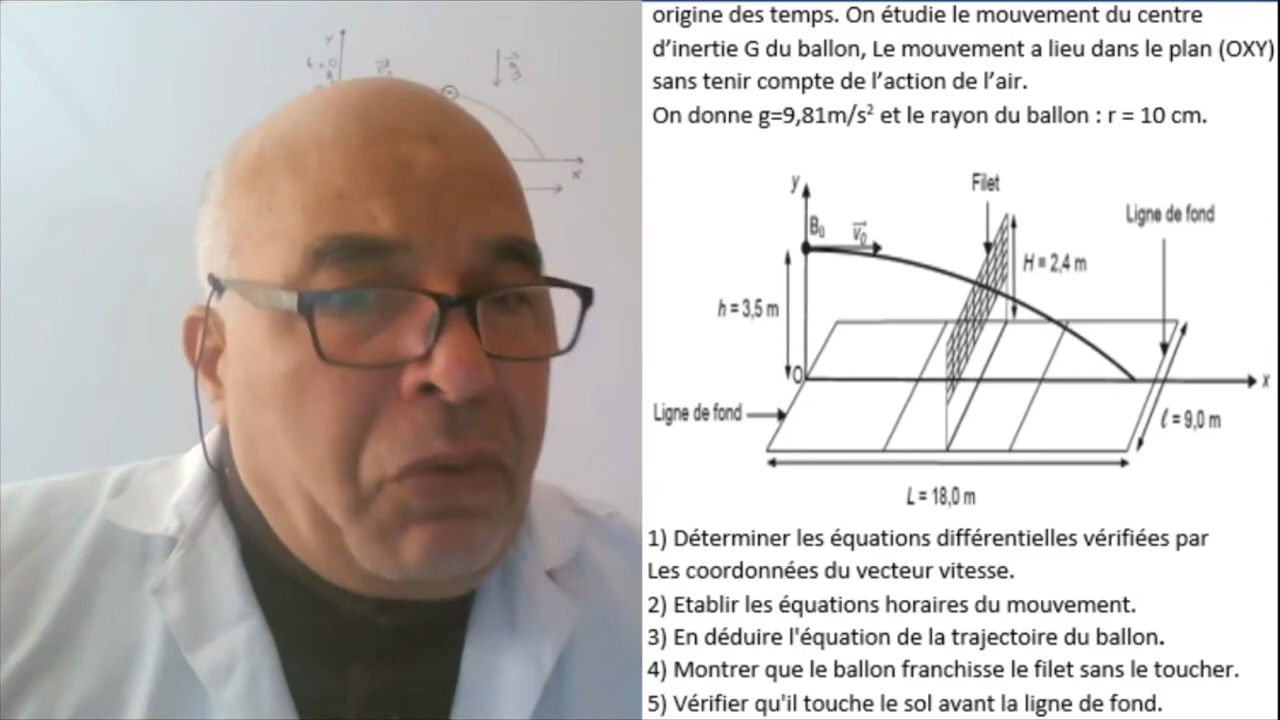 origine des temps. On étudie le mouvement du centre
d’inertie G du ballon, Le mouvement a lieu dans le plan (OXY)
sans tenir compte de l’action de l’air.
On donne g=9,81m/s² et le rayon du ballon : r = 10 cm.
y
Filet
B₀
v₀
Ligne de fond
H = 2,4 m
h = 3,5 m
O
x
Ligne de fond
ℓ = 9,0 m
L = 18,0 m
1) Déterminer les équations différentielles vérifiées par
Les coordonnées du vecteur vitesse.
2) Etablir les équations horaires du mouvement.
3) En déduire l'équation de la trajectoire du ballon.
4) Montrer que le ballon franchisse le filet sans le toucher.
5) Vérifier qu'il touche le sol avant la ligne de fond.
y
x